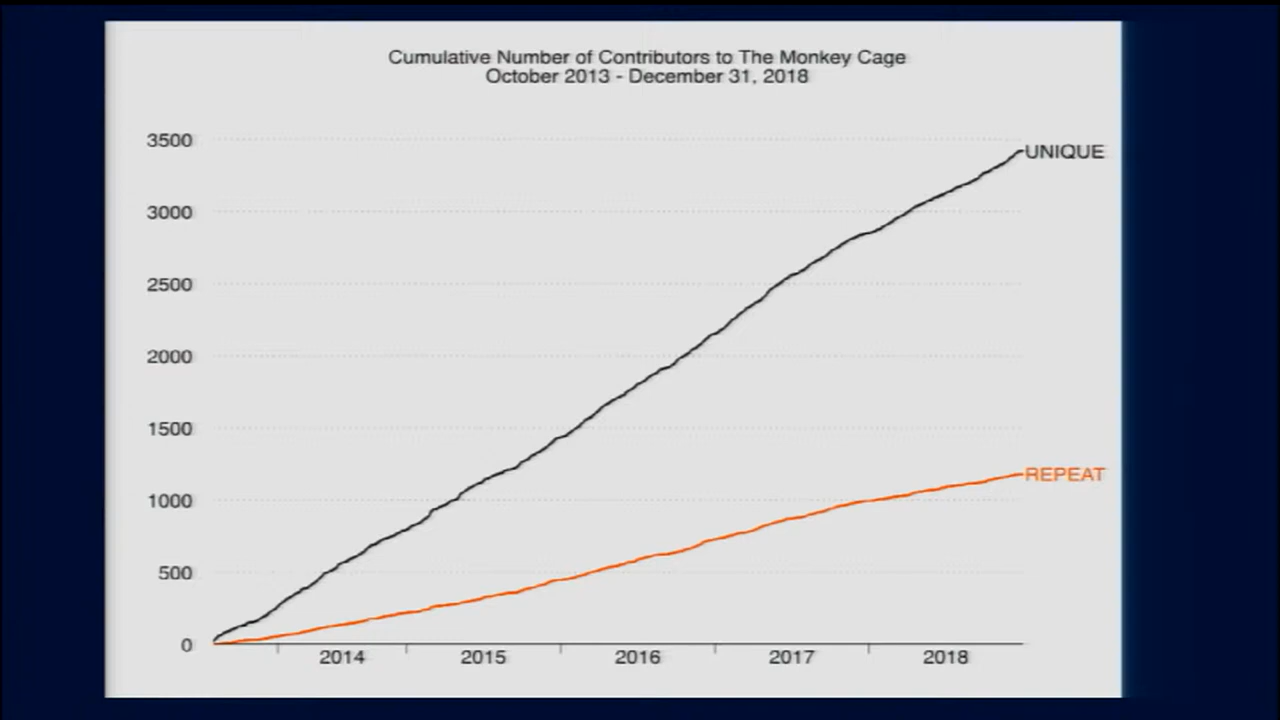 Cumulative Number of Contributors to The Monkey Cage
October 2013 - December 31, 2018
3500
UNIQUE
3000
2500
2000
1500
1000
REPEAT
500
0
2014 2015 2016 2017 2018